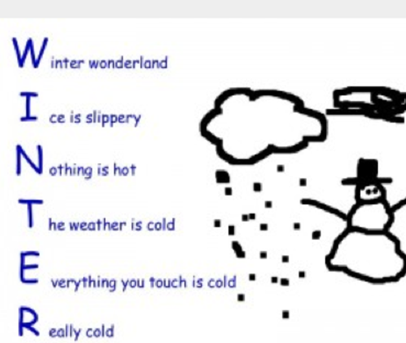 Winter wonderland
Ice is slippery
Nothing is hot
The weather is cold
Everything you touch is cold
Really cold